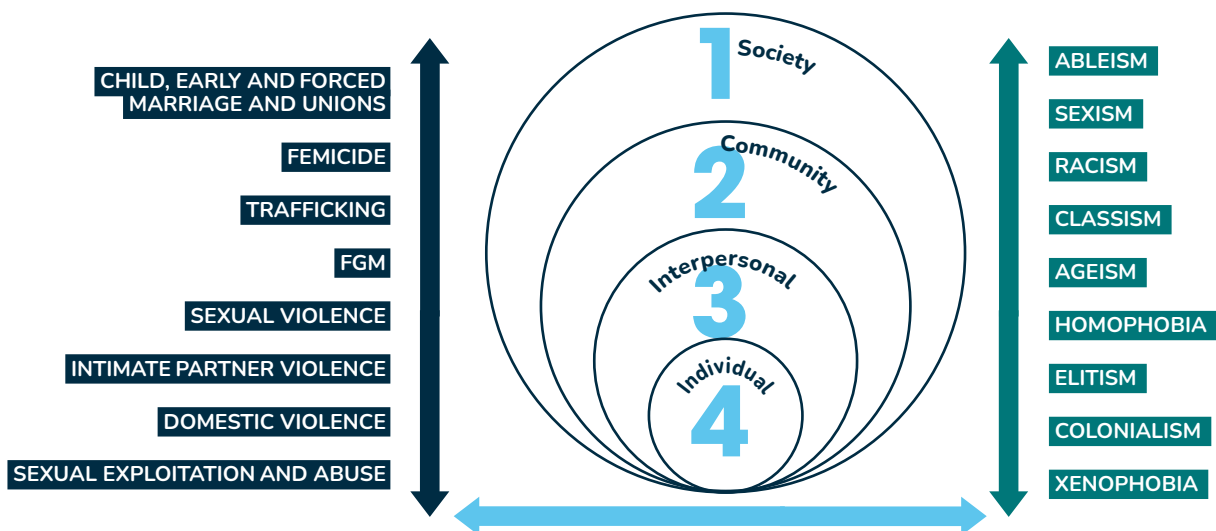 CHILD, EARLY AND FORCED
MARRIAGE AND UNIONS
FEMICIDE
TRAFFICKING
FGM
SEXUAL VIOLENCE
INTIMATE PARTNER VIOLENCE
DOMESTIC VIOLENCE
SEXUAL EXPLOITATION AND ABUSE
1 Society
2 Community
3 Interpersonal
4 Individual
ABLEISM
SEXISM
RACISM
CLASSISM
AGEISM
HOMOPHOBIA
ELITISM
COLONIALISM
XENOPHOBIA